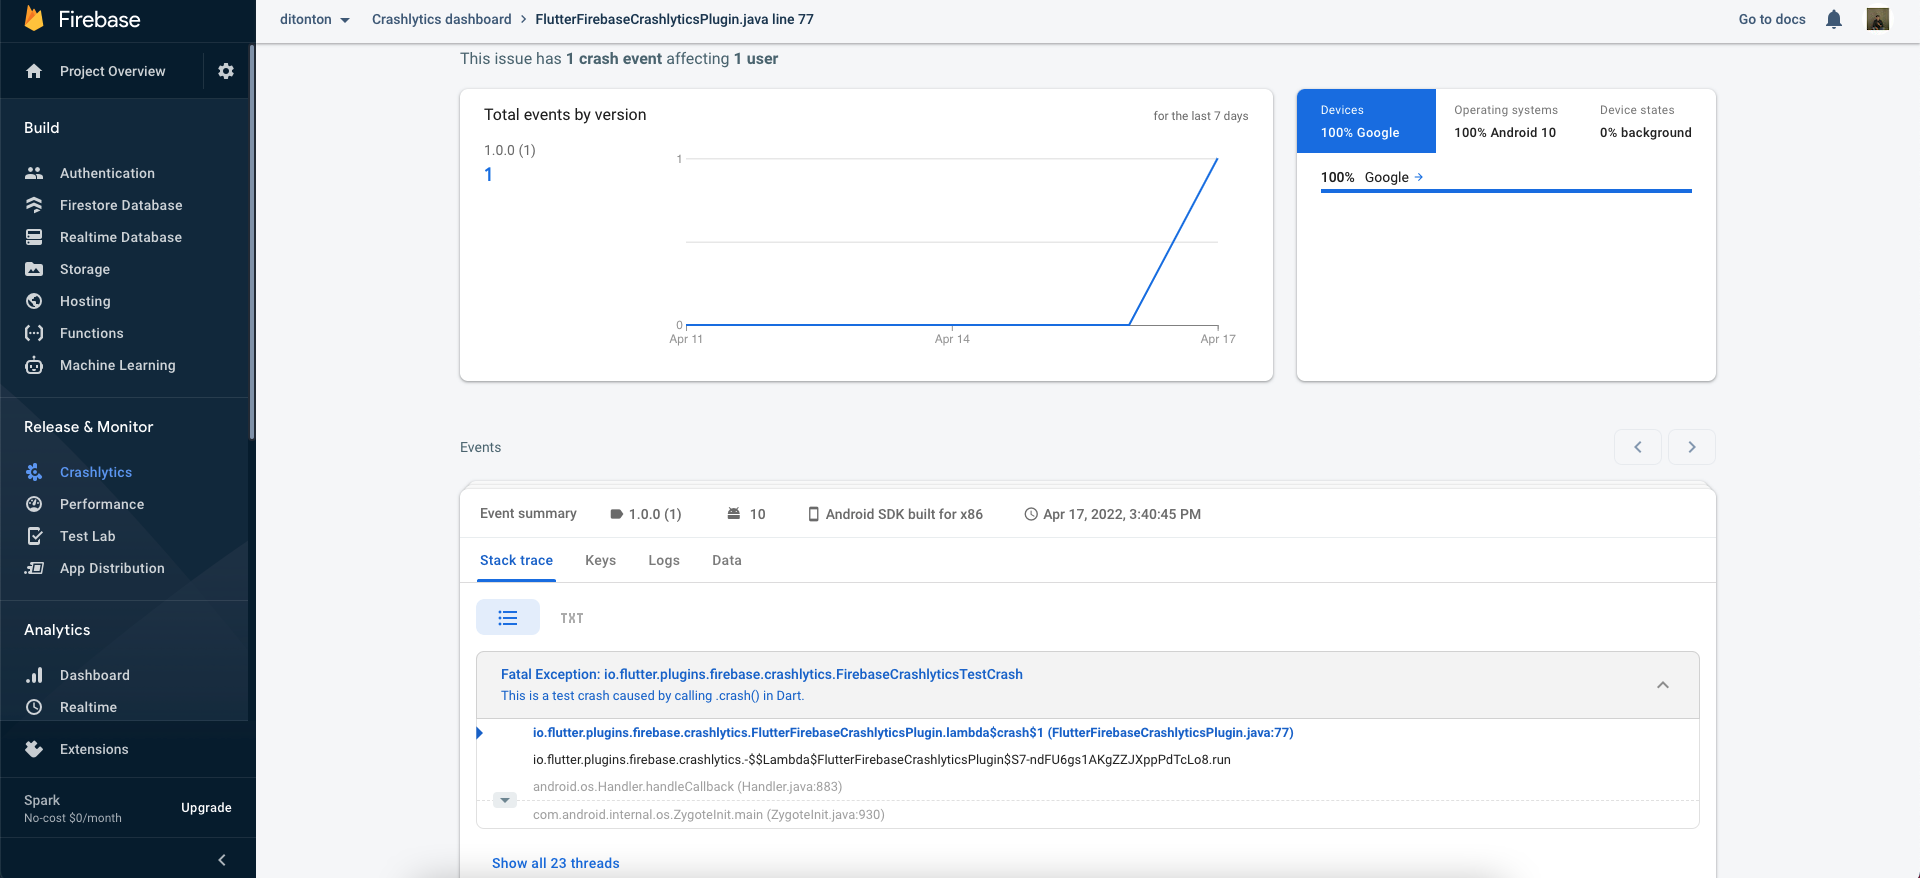 Firebase
ditonton
Crashlytics dashboard > FlutterFirebaseCrashlyticsPlugin.java line 77
Go to docs
Project Overview
Build
Authentication
Firestore Database
Realtime Database
Storage
Hosting
Functions
Machine Learning
Release & Monitor
Crashlytics
Performance
Test Lab
App Distribution
Analytics
Dashboard
Realtime
Extensions
Spark
No-cost $0/month
Upgrade
This issue has 1 crash event affecting 1 user
Total events by version
for the last 7 days
1.0.0 (1)
1
1
0
Apr 11
Apr 14
Apr 17
Devices
100% Google
Operating systems
100% Android 10
Device states
0% background
100% Google →
Events
Event summary
1.0.0 (1)
10
Android SDK built for x86
Apr 17, 2022, 3:40:45 PM
Stack trace
Keys
Logs
Data
TXT
Fatal Exception: io.flutter.plugins.firebase.crashlytics.FirebaseCrashlyticsTestCrash
This is a test crash caused by calling .crash() in Dart.
io.flutter.plugins.firebase.crashlytics.FlutterFirebaseCrashlyticsPlugin.lambda$crash$1 (FlutterFirebaseCrashlyticsPlugin.java:77)
io.flutter.plugins.firebase.crashlytics.-$$Lambda$FlutterFirebaseCrashlyticsPlugin$S7-ndFU6gs1AKgZZJXppPdTcLo8.run
android.os.Handler.handleCallback (Handler.java:883)
com.android.internal.os.ZygoteInit.main (ZygoteInit.java:930)
Show all 23 threads